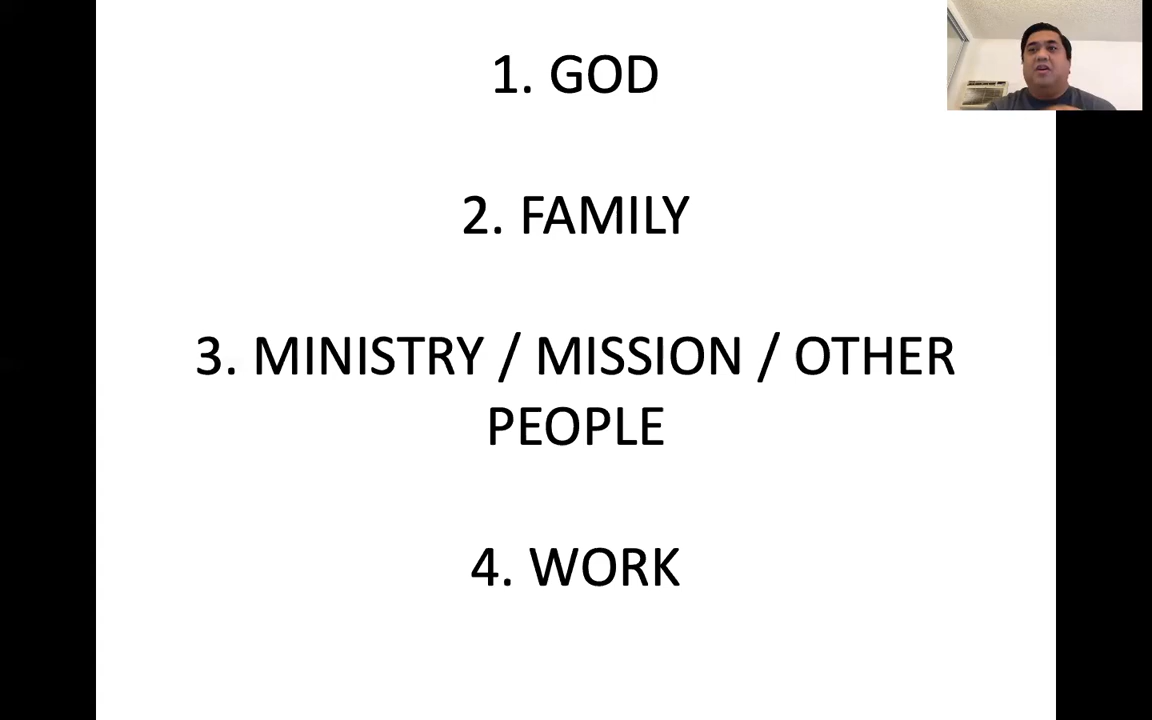 1. GOD
2. FAMILY
3. MINISTRY / MISSION / OTHER
PEOPLE
4. WORK